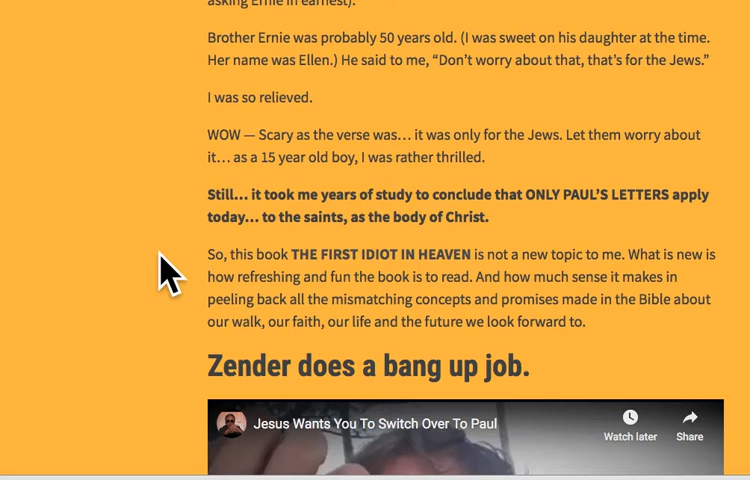 asking Ernie in earnest).
Brother Ernie was probably 50 years old. (I was sweet on his daughter at the time.
Her name was Ellen.) He said to me, “Don’t worry about that, that’s for the Jews.”
I was so relieved.
WOW — Scary as the verse was… it was only for the Jews. Let them worry about
it… as a 15 year old boy, I was rather thrilled.
Still… it took me years of study to conclude that ONLY PAUL’S LETTERS apply
today… to the saints, as the body of Christ.
So, this book THE FIRST IDIOT IN HEAVEN is not a new topic to me. What is new is
how refreshing and fun the book is to read. And how much sense it makes in
peeling back all the mismatching concepts and promises made in the Bible about
our walk, our faith, our life and the future we look forward to.
Zender does a bang up job.
Jesus Wants You To Switch Over To Paul
Watch later
Share